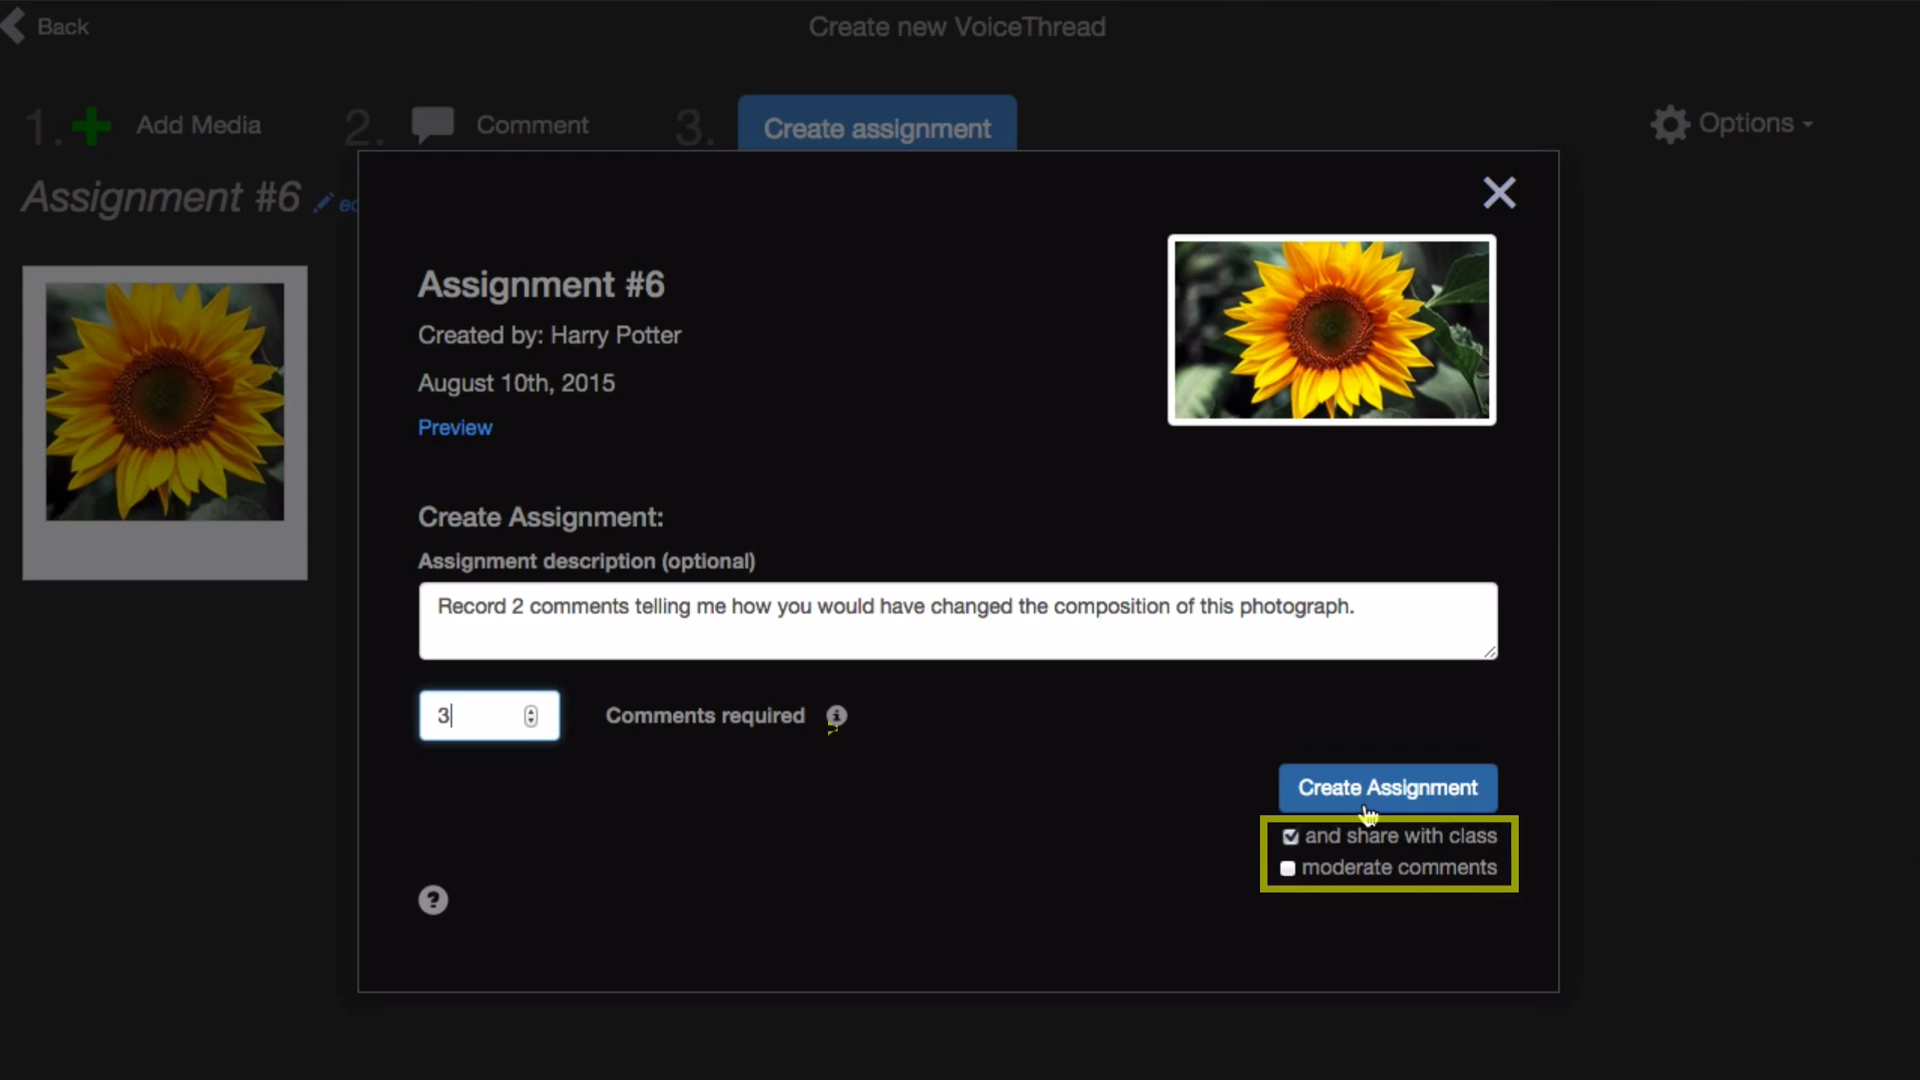 Back
Create new VoiceThread
1. Add Media
2. Comment
3. Create assignment
Options
Assignment #6
Assignment #6
Created by: Harry Potter
August 10th, 2015
Preview
Create Assignment:
Assignment description (optional)
Record 2 comments telling me how you would have changed the composition of this photograph.
3
Comments required
Create Assignment
and share with class
moderate comments
?